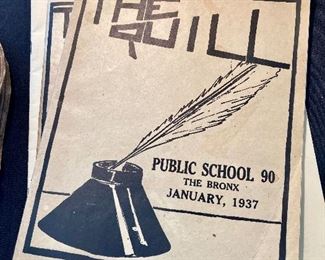 THE
QUILL
PUBLIC SCHOOL 90
THE BRONX
JANUARY, 1937